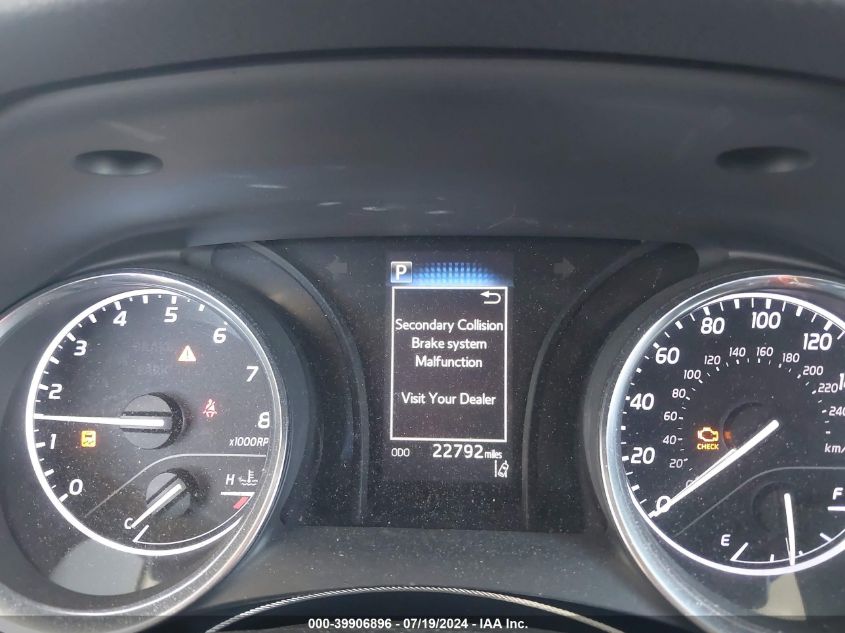 P
Secondary Collision
Brake system
Malfunction
Visit Your Dealer
ODO 22792 miles
0
1
2
3
4
5
6
7
8
x1000RP
H
C
0
20
40
60
80
100
120
20
40
60
80
100
120
140
160
180
200
220
240
km/
CHECK
E
F
000-39906896 - 07/19/2024 - IAA Inc.